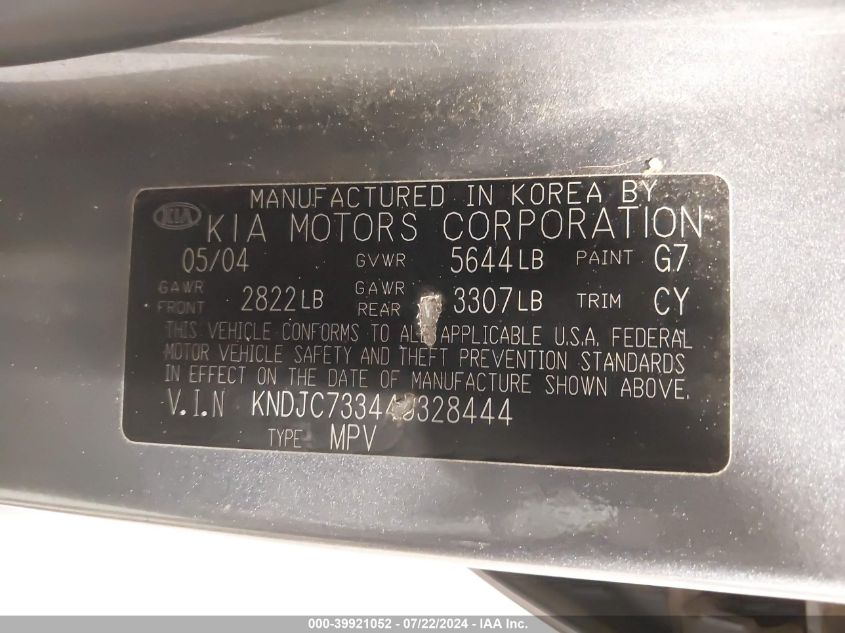 MANUFACTURED IN KOREA BY
KIA KIA MOTORS CORPORATION
05/04 GVWR 5644LB PAINT G7
GAWR FRONT 2822LB GAWR REAR 3307LB TRIM CY
THIS VEHICLE CONFORMS TO ALL APPLICABLE U.S.A. FEDERAL
MOTOR VEHICLE SAFETY AND THEFT PREVENTION STANDARDS
IN EFFECT ON THE DATE OF MANUFACTURE SHOWN ABOVE.
V.I.N KNDJC733445328444
TYPE MPV
000-39921052 - 07/22/2024 - IAA Inc.